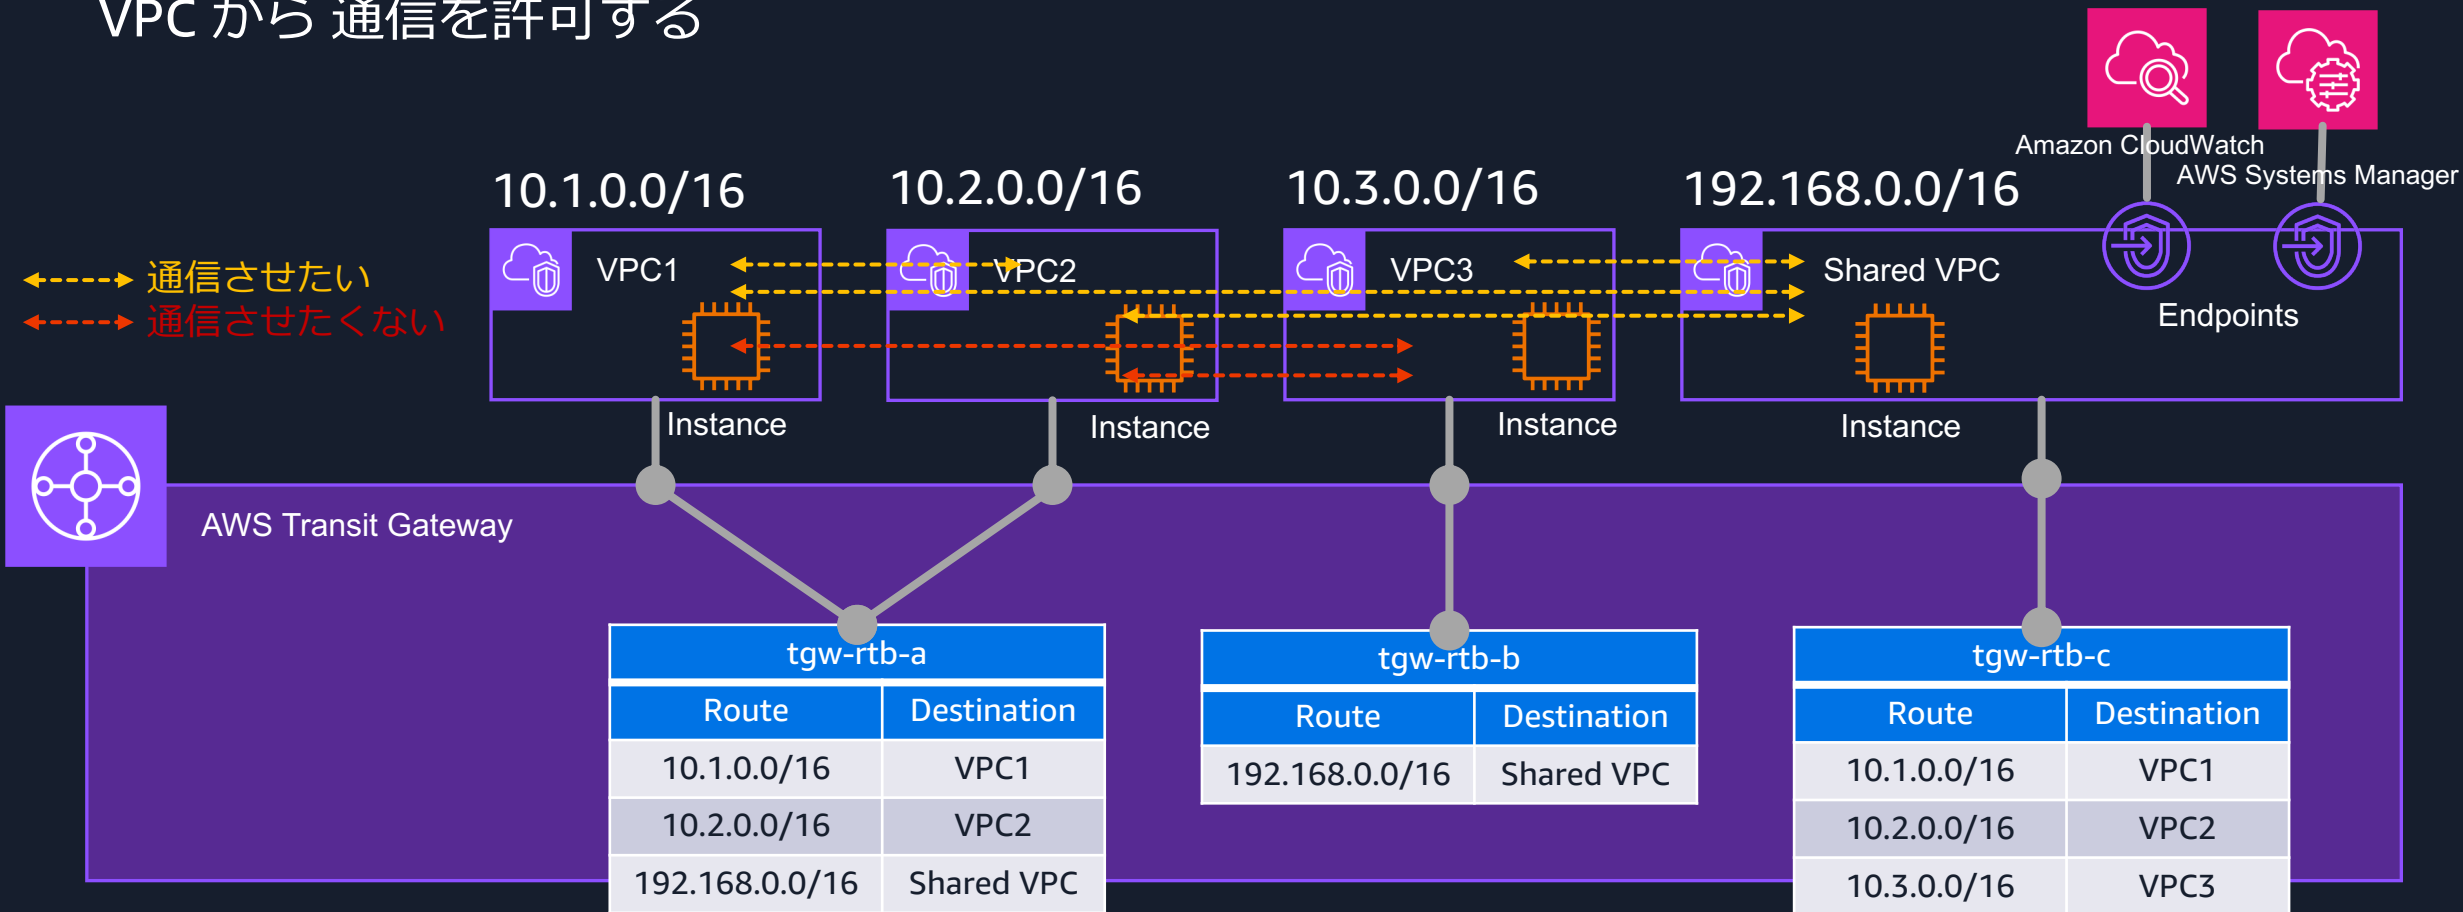 VPC から 通信を許可する
Amazon CloudWatch
AWS Systems Manager
10.1.0.0/16
10.2.0.0/16
10.3.0.0/16
192.168.0.0/16
通信させたい
通信させたくない
VPC1
VPC2
VPC3
Shared VPC
Endpoints
Instance
Instance
Instance
Instance
AWS Transit Gateway
tgw-rtb-a
Route Destination
10.1.0.0/16 VPC1
10.2.0.0/16 VPC2
192.168.0.0/16 Shared VPC
tgw-rtb-b
Route Destination
192.168.0.0/16 Shared VPC
tgw-rtb-c
Route Destination
10.1.0.0/16 VPC1
10.2.0.0/16 VPC2
10.3.0.0/16 VPC3